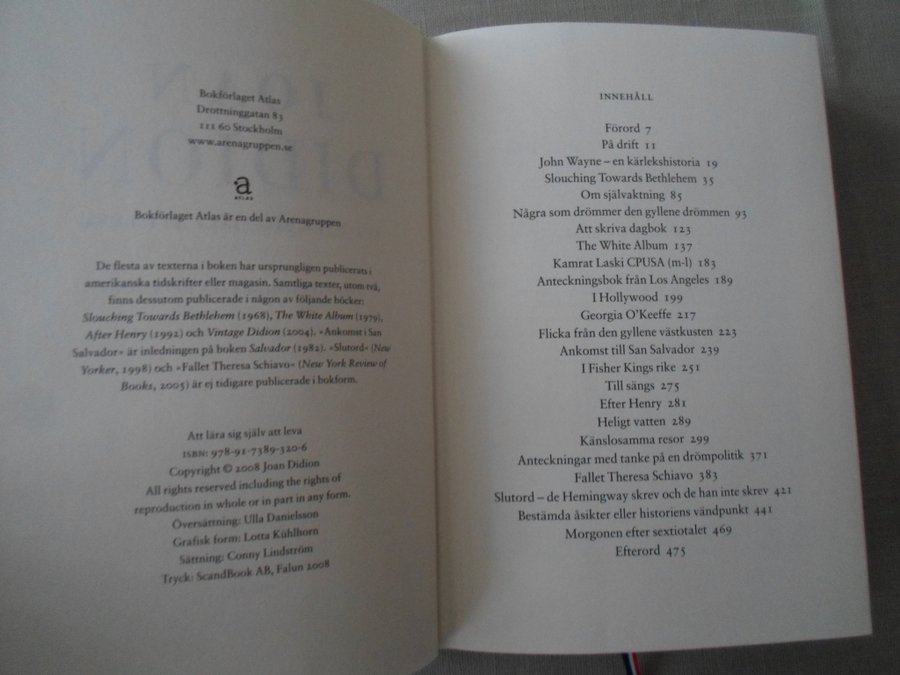 Bokförlaget Atlas
Drottninggatan 83
111 60 Stockholm
www.arenagruppen.se
a
ATLAS
Bokförlaget Atlas är en del av Arenagruppen
De flesta av texterna i boken har ursprungligen publicerats i
amerikanska tidskrifter eller magasin. Samtliga texter, utom två,
finns dessutom publicerade i någon av följande böcker:
Slouching Towards Bethlehem (1968), The White Album (1979),
After Henry (1992) och Vintage Didion (2004). »Ankomst i San
Salvador» är inledningen på boken Salvador (1982). »Slutord» (New
Yorker, 1998) och »Fallet Theresa Schiavo» (New York Review of
Books, 2005) är ej tidigare publicerade i bokform.
Att lära sig själv att leva
ISBN: 978-91-7389-320-6
Copyright © 2008 Joan Didion
All rights reserved including the rights of
reproduction in whole or in part in any form.
Översättning: Ulla Danielsson
Grafisk form: Lotta Kühlhorn
Sättning: Conny Lindström
Tryck: ScandBook AB, Falun 2008
INNEHÅLL
Förord 7
På drift 11
John Wayne – en kärlekshistoria 19
Slouching Towards Bethlehem 35
Om självaktning 85
Några som drömmer den gyllene drömmen 93
Att skriva dagbok 123
The White Album 137
Kamrat Laski CPUSA (m-l) 183
Anteckningsbok från Los Angeles 189
I Hollywood 199
Georgia O'Keeffe 217
Flicka från den gyllene västkusten 223
Ankomst till San Salvador 239
I Fisher Kings rike 251
Till sängs 275
Efter Henry 281
Heligt vatten 289
Känslosamma resor 299
Anteckningar med tanke på en drömpolitik 371
Fallet Theresa Schiavo 383
Slutord – de Hemingway skrev och de han inte skrev 421
Bestämda åsikter eller historiens vändpunkt 441
Morgonen efter sextiotalet 469
Efterord 475